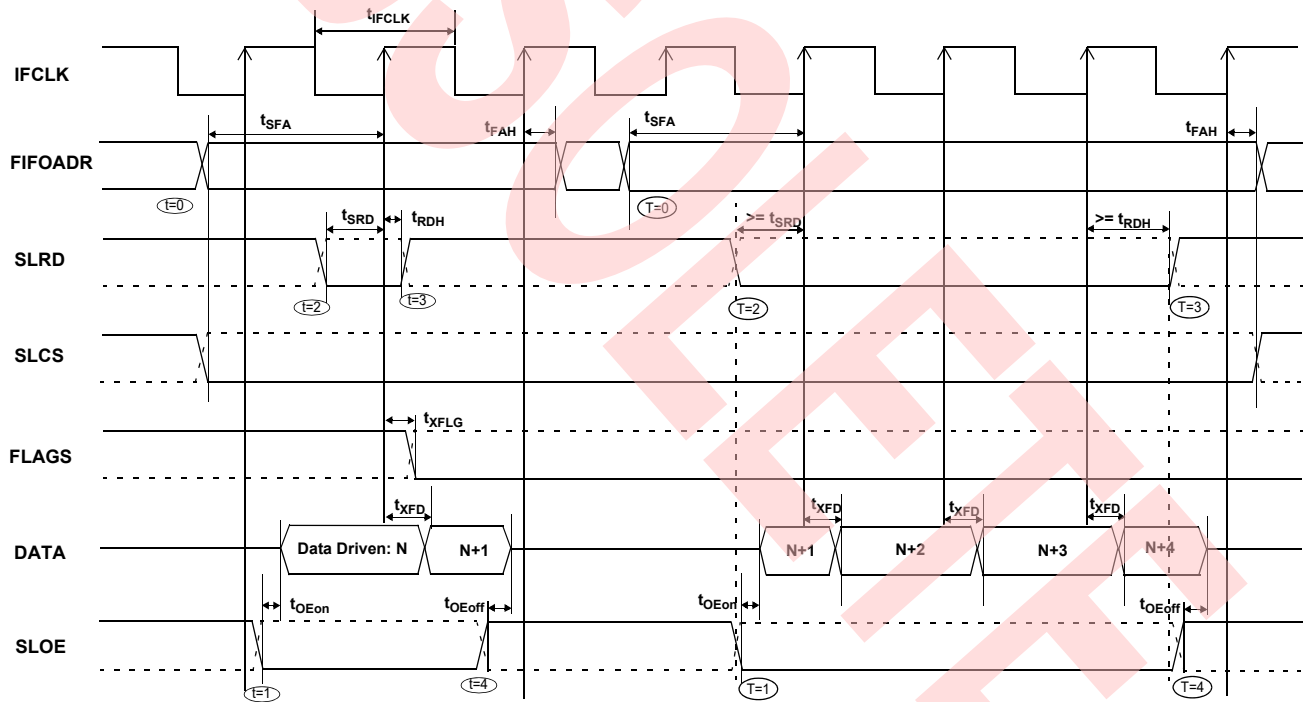 tIFCLK
IFCLK
tSFA
tFAH
tSFA
tFAH
FIFOADR
t=0
T=0
tSRD
tRDH
>= tSRD
>= tRDH
SLRD
t=2
t=3
T=2
T=3
SLCS
tXFLG
FLAGS
tXFD
tXFD
tXFD
tXFD
DATA
Data Driven: N
N+1
N+1
N+2
N+3
N+4
tOEon
tOEoff
tOEon
tOEoff
SLOE
t=1
t=4
T=1
T=4